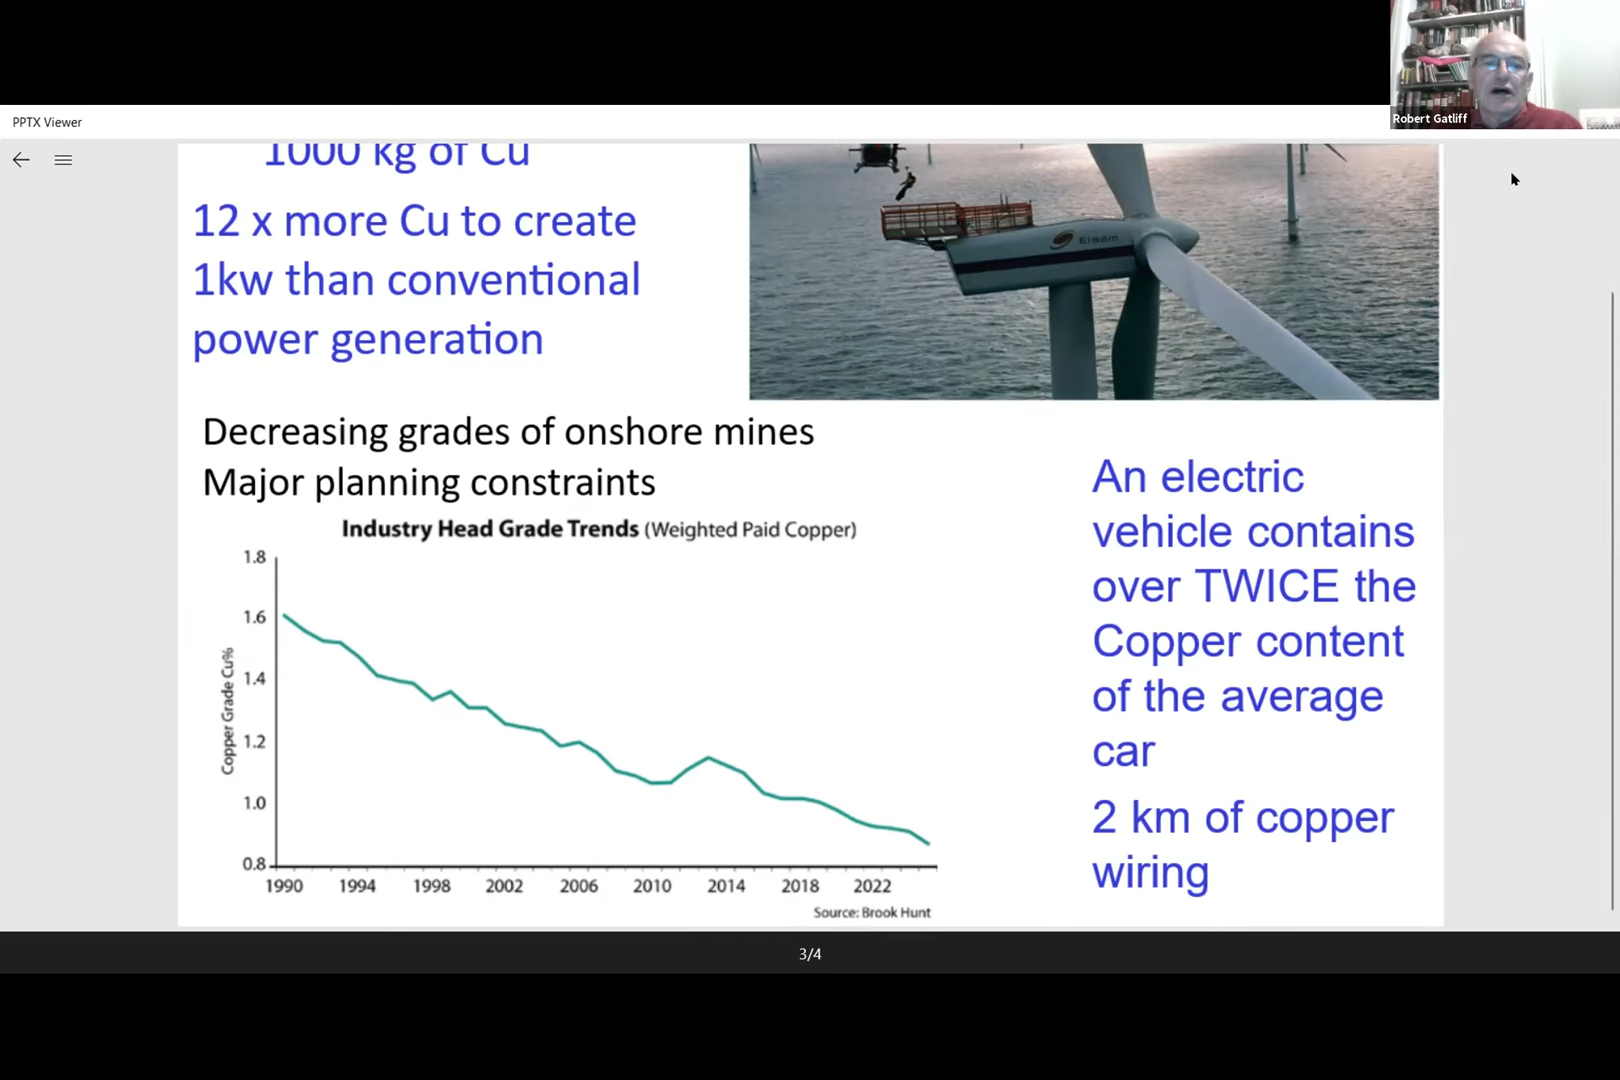 Robert Gatliff
PPTX Viewer
1000 kg of Cu
12 x more Cu to create
1kw than conventional
power generation
Elsam
Decreasing grades of onshore mines
Major planning constraints
Industry Head Grade Trends (Weighted Paid Copper)
Copper Grade Cu%
1.8
1.6
1.4
1.2
1.0
0.8
1990 1994 1998 2002 2006 2010 2014 2018 2022
Source: Brook Hunt
An electric
vehicle contains
over TWICE the
Copper content
of the average
car
2 km of copper
wiring
3/4